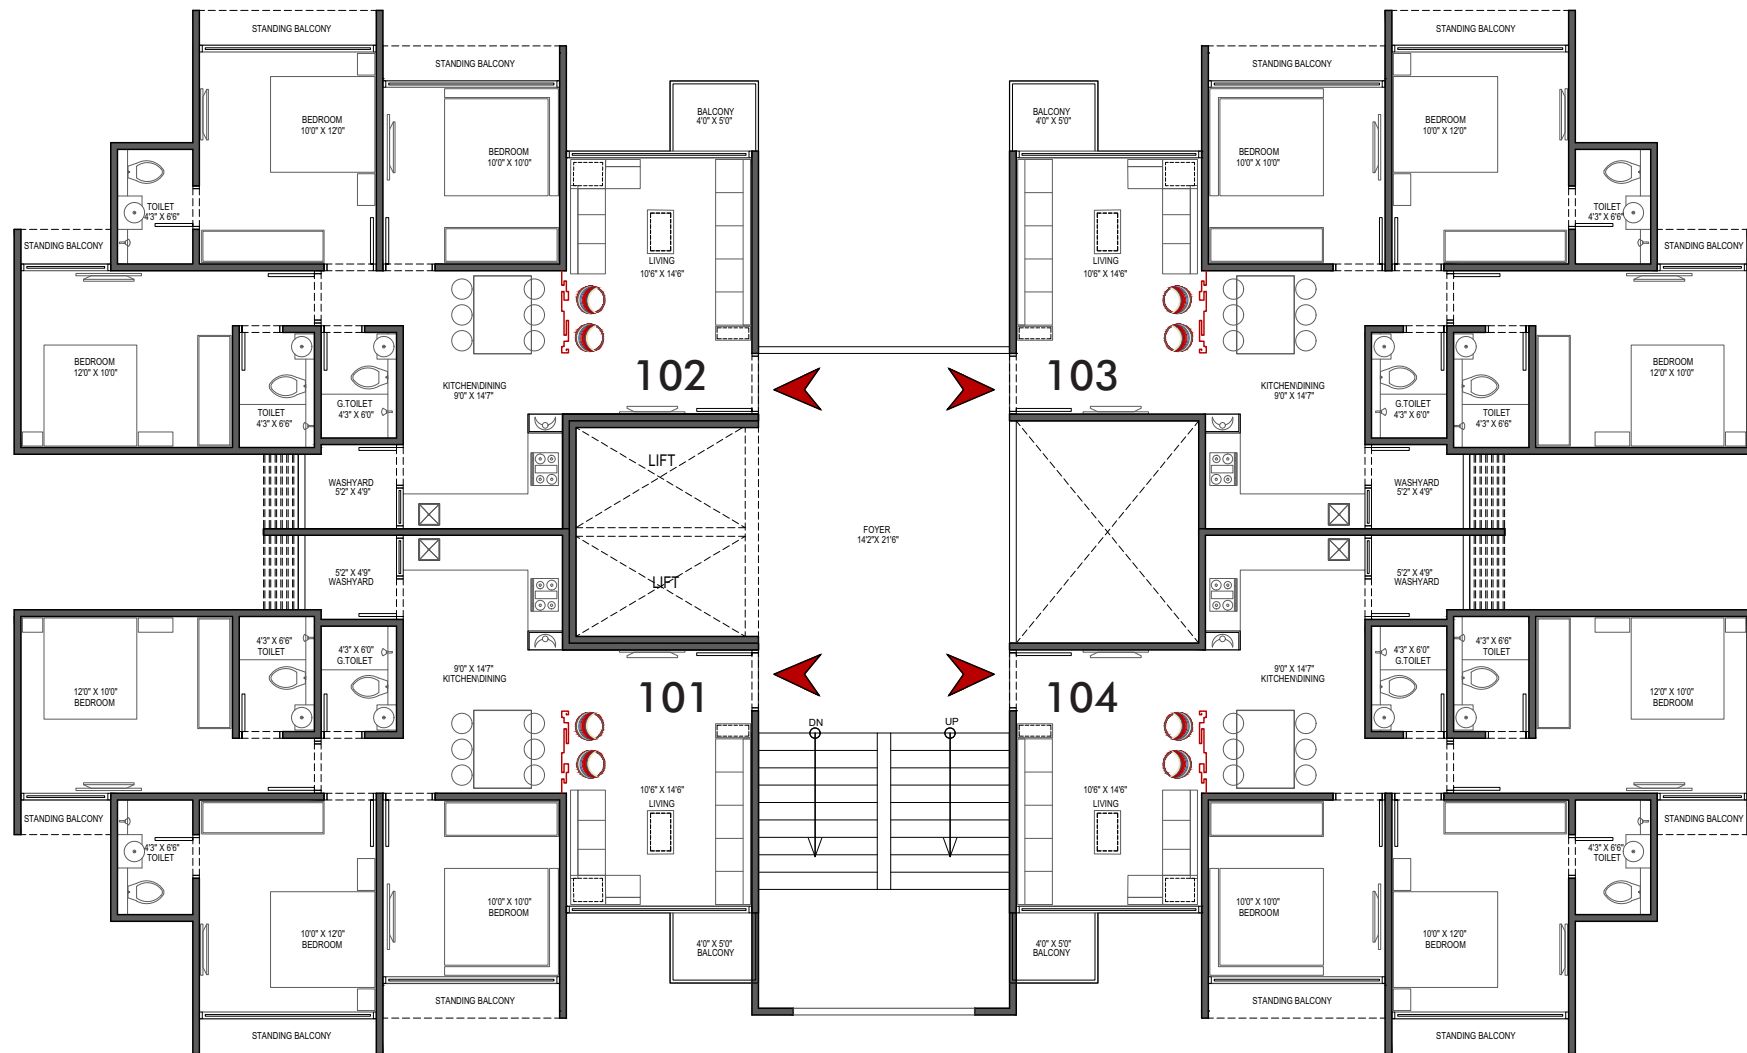 STANDING BALCONY
STANDING BALCONY
STANDING BALCONY
STANDING BALCONY
BALCONY
4'0" X 5'0"
BALCONY
4'0" X 5'0"
BEDROOM
10'0" X 12'0"
BEDROOM
10'0" X 10'0"
BEDROOM
10'0" X 10'0"
BEDROOM
10'0" X 12'0"
TOILET
4'3" X 6'6"
TOILET
4'3" X 6'6"
STANDING BALCONY
STANDING BALCONY
LIVING
10'6" X 14'6"
LIVING
10'6" X 14'6"
BEDROOM
12'0" X 10'0"
TOILET
4'3" X 6'6"
G.TOILET
4'3" X 6'0"
KITCHEN\DINING
9'0" X 14'7"
102
103
KITCHEN\DINING
9'0" X 14'7"
G.TOILET
4'3" X 6'0"
TOILET
4'3" X 6'6"
BEDROOM
12'0" X 10'0"
WASHYARD
5'2" X 4'9"
LIFT
FOYER
14'2"X 21'6"
WASHYARD
5'2" X 4'9"
5'2" X 4'9"
WASHYARD
LIFT
5'2" X 4'9"
WASHYARD
12'0" X 10'0"
BEDROOM
4'3" X 6'6"
TOILET
4'3" X 6'0"
G.TOILET
9'0" X 14'7"
KITCHEN\DINING
101
104
9'0" X 14'7"
KITCHEN\DINING
4'3" X 6'0"
G.TOILET
4'3" X 6'6"
TOILET
12'0" X 10'0"
BEDROOM
DN
UP
10'6" X 14'6"
LIVING
10'6" X 14'6"
LIVING
STANDING BALCONY
STANDING BALCONY
4'3" X 6'6"
TOILET
4'3" X 6'6"
TOILET
10'0" X 12'0"
BEDROOM
10'0" X 10'0"
BEDROOM
10'0" X 10'0"
BEDROOM
10'0" X 12'0"
BEDROOM
4'0" X 5'0"
BALCONY
4'0" X 5'0"
BALCONY
STANDING BALCONY
STANDING BALCONY
STANDING BALCONY
STANDING BALCONY